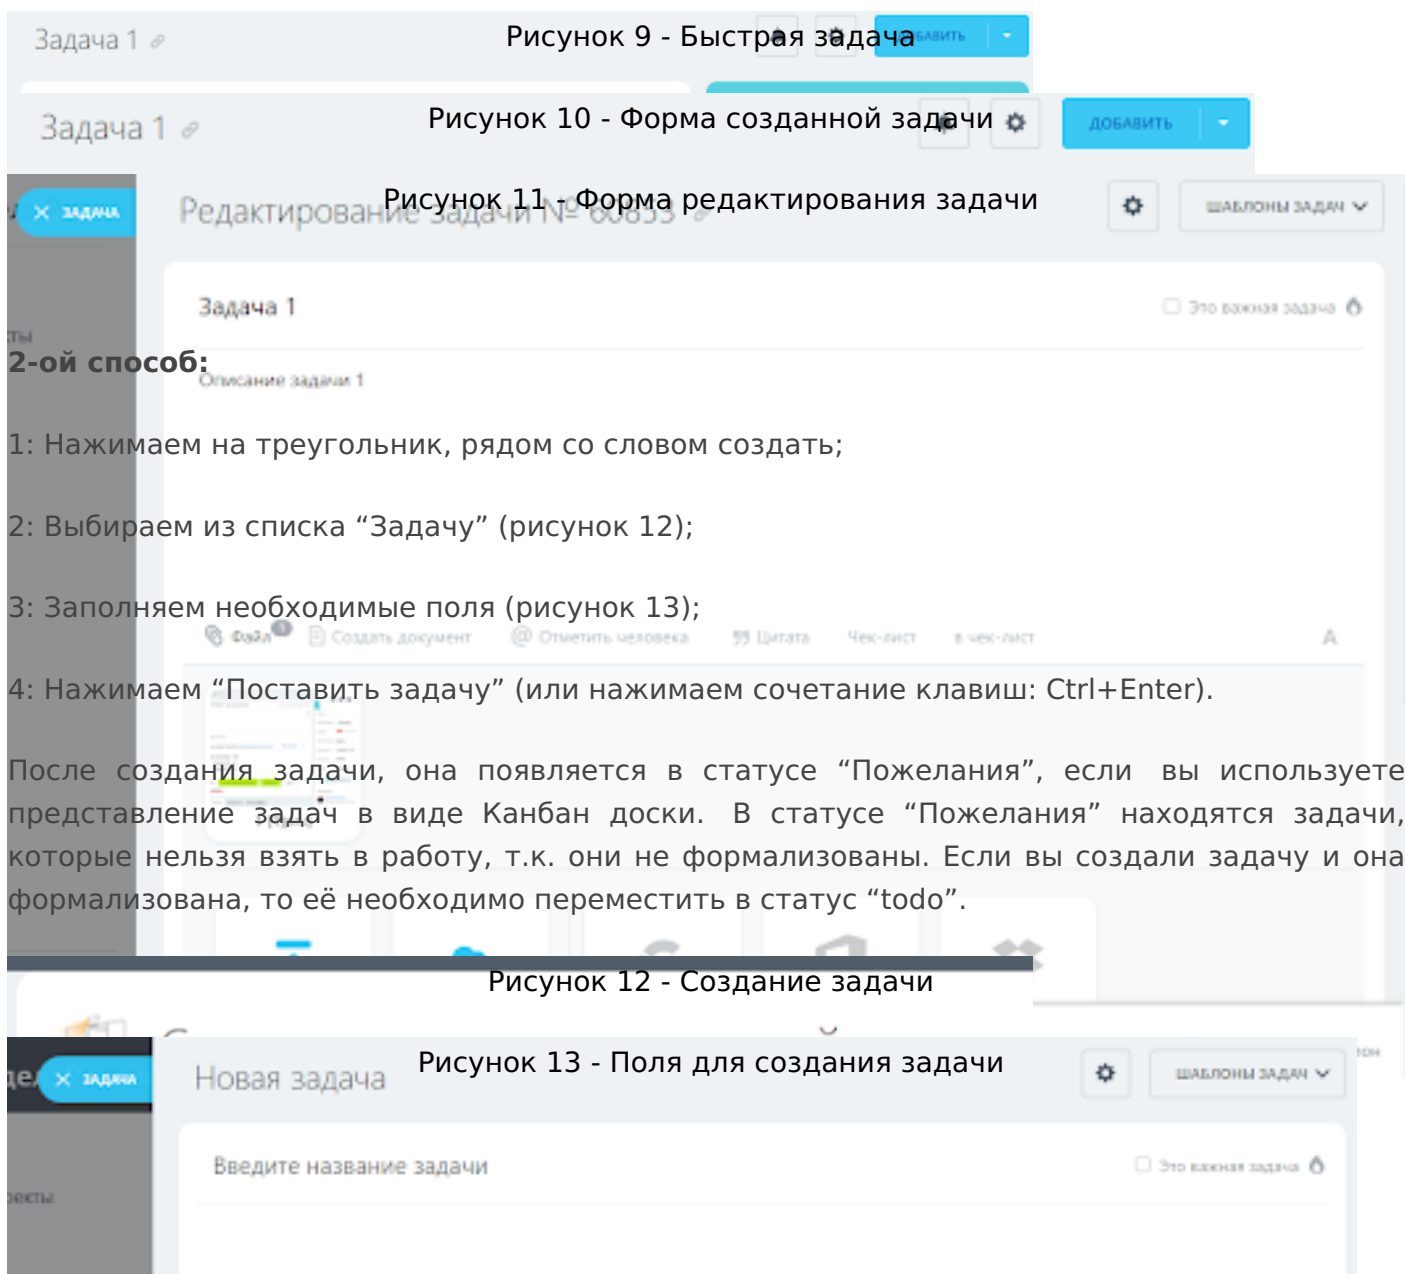 Задача 1
Рисунок 9 - Быстрая задача
Задача 1
Рисунок 10 - Форма созданной задачи
ДОБАВИТЬ
ЗАДАЧА
Редактирование задачи № 60853
Рисунок 11 - Форма редактирования задачи
ШАБЛОНЫ ЗАДАЧ
Задача 1
Это важная задача
2-ой способ:
Описание задачи 1
1: Нажимаем на треугольник, рядом со словом создать;
2: Выбираем из списка “Задачу” (рисунок 12);
3: Заполняем необходимые поля (рисунок 13);
Файл 1 Создать документ Отметить человека Цитата Чек-лист в чек-лист A
4: Нажимаем “Поставить задачу” (или нажимаем сочетание клавиш: Ctrl+Enter).
После создания задачи, она появляется в статусе “Пожелания”, если вы используете
представление задач в виде Канбан доски. В статусе “Пожелания” находятся задачи,
которые нельзя взять в работу, т.к. они не формализованы. Если вы создали задачу и она
формализована, то её необходимо переместить в статус “todo”.
Рисунок 12 - Создание задачи
ЗАДАЧА
Новая задача
Рисунок 13 - Поля для создания задачи
ШАБЛОНЫ ЗАДАЧ
Введите название задачи
Это важная задача